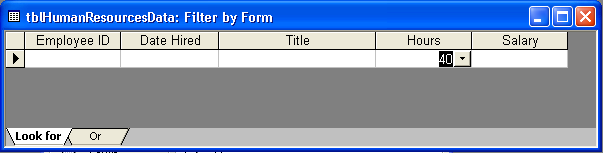 tblHumanResourcesData: Filter by Form
Employee ID Date Hired Title Hours Salary
40
Look for Or